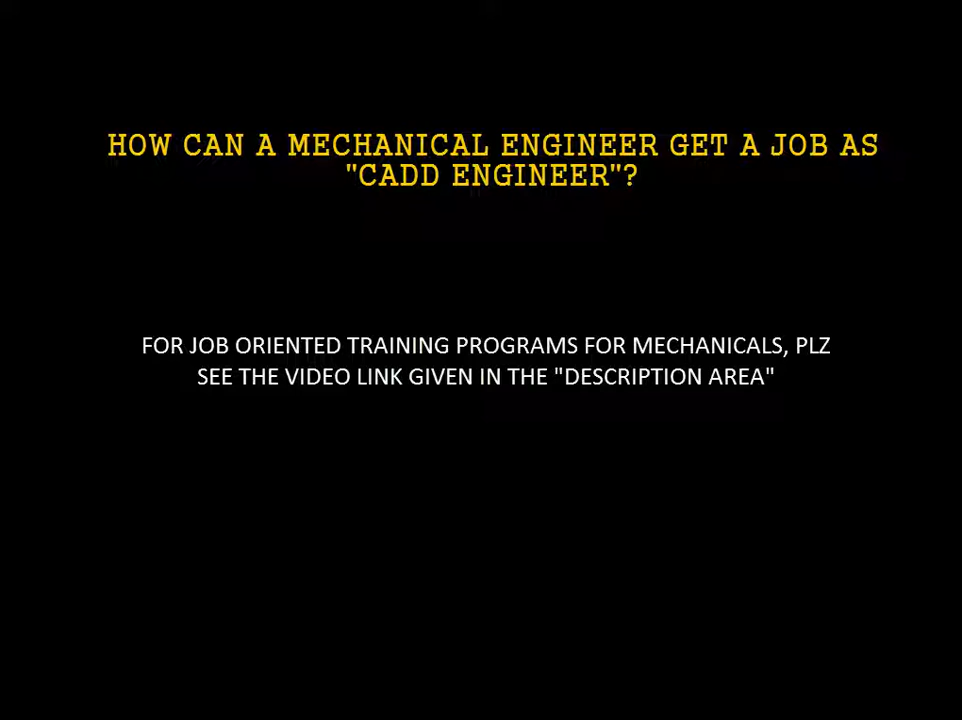 HOW CAN A MECHANICAL ENGINEER GET A JOB AS
"CADD ENGINEER"?
FOR JOB ORIENTED TRAINING PROGRAMS FOR MECHANICALS, PLZ
SEE THE VIDEO LINK GIVEN IN THE "DESCRIPTION AREA"